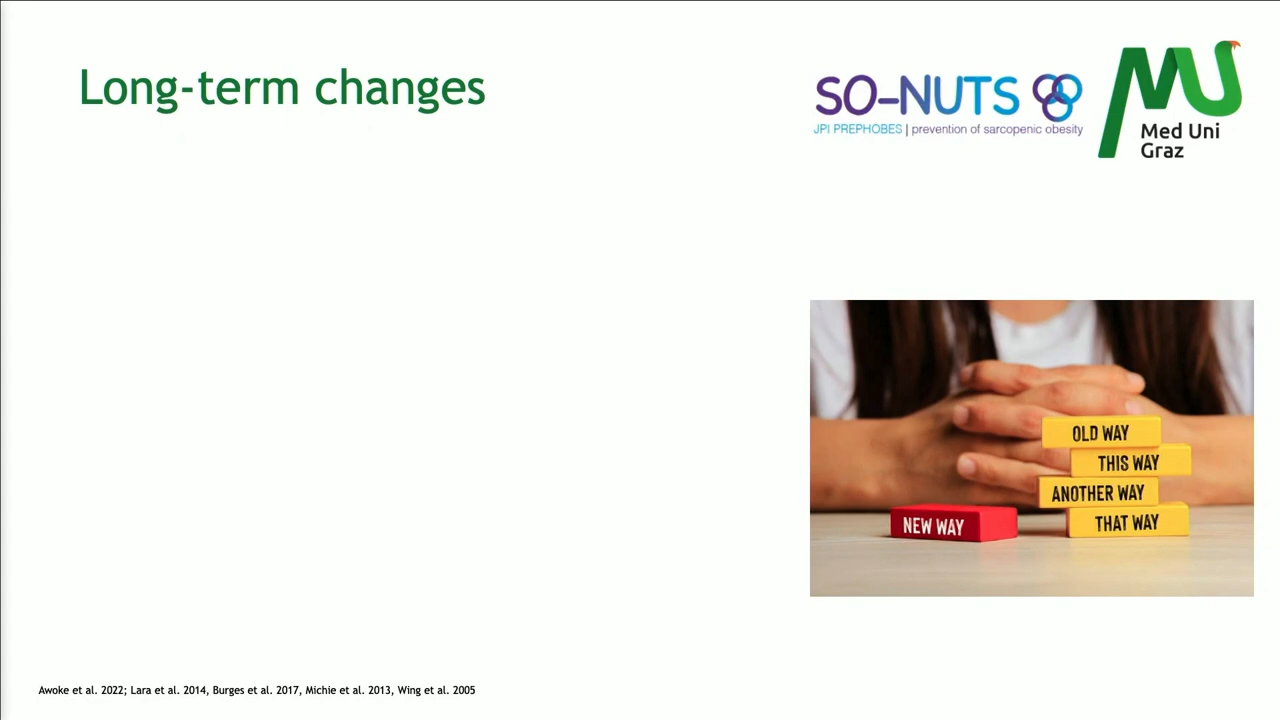 Long-term changes
SO-NUTS
JPI PREPHOBES | prevention of sarcopenic obesity
Med Uni
Graz
OLD WAY
THIS WAY
ANOTHER WAY
THAT WAY
NEW WAY
Awoke et al. 2022; Lara et al. 2014, Burges et al. 2017, Michie et al. 2013, Wing et al. 2005